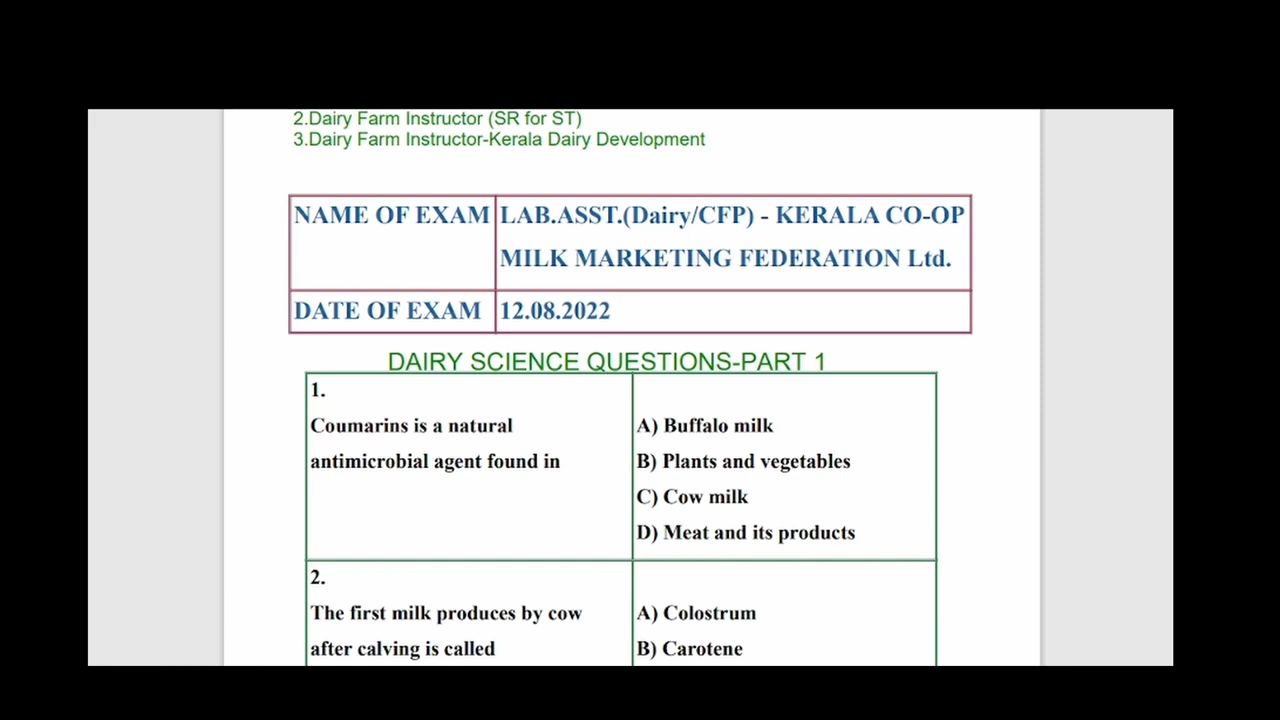 2.Dairy Farm Instructor (SR for ST)
3.Dairy Farm Instructor-Kerala Dairy Development
NAME OF EXAM LAB.ASST.(Dairy/CFP) - KERALA CO-OP
MILK MARKETING FEDERATION Ltd.
DATE OF EXAM 12.08.2022
DAIRY SCIENCE QUESTIONS-PART 1
1.
Coumarins is a natural
antimicrobial agent found in
A) Buffalo milk
B) Plants and vegetables
C) Cow milk
D) Meat and its products
2.
The first milk produces by cow
after calving is called
A) Colostrum
B) Carotene